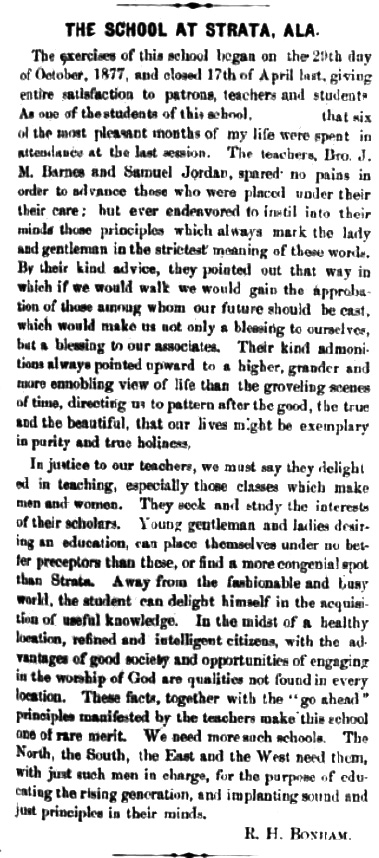 THE SCHOOL AT STRATA, ALA.
The exercises of this school began on the 29th day
of October, 1877, and closed 17th of April last, giving
entire satisfaction to patrons, teachers and students
As one of the students of this school, that six
of the most pleasant months of my life were spent in
attendance at the last session. The teachers, Bro. J.
M. Barnes and Samuel Jordan, spared no pains in
order to advance those who were placed under their
their care; but ever endeavored to instil into their
minds those principles which always mark the lady
and gentleman in the strictest meaning of these words.
By their kind advice, they pointed out that way in
which if we would walk we would gain the approba-
tion of those among whom our future should be cast,
which would make us not only a blessing to ourselves,
but a blessing to our associates. Their kind admoni-
tions always pointed upward to a higher, grander and
more ennobling view of life than the groveling scenes
of time, directing us to pattern after the good, the true
and the beautiful, that our lives might be exemplary
in purity and true holiness.
In justice to our teachers, we must say they delight
ed in teaching, especially those classes which make
men and women. They seek and study the interests
of their scholars. Young gentleman and ladies desir-
ing an education, can place themselves under no bet-
ter preceptors than these, or find a more congenial spot
than Strata. Away from the fashionable and busy
world, the student can delight himself in the acquisi-
tion of useful knowledge. In the midst of a healthy
location, refined and intelligent citizens, with the ad-
vantages of good society and opportunities of engaging
in the worship of God are qualities not found in every
location. These facts, together with the "go ahead"
principles manifested by the teachers make this school
one of rare merit. We need more such schools. The
North, the South, the East and the West need them,
with just such men in charge, for the purpose of edu-
cating the rising generation, and implanting sound and
just principles in their minds.
R. H. BONHAM.